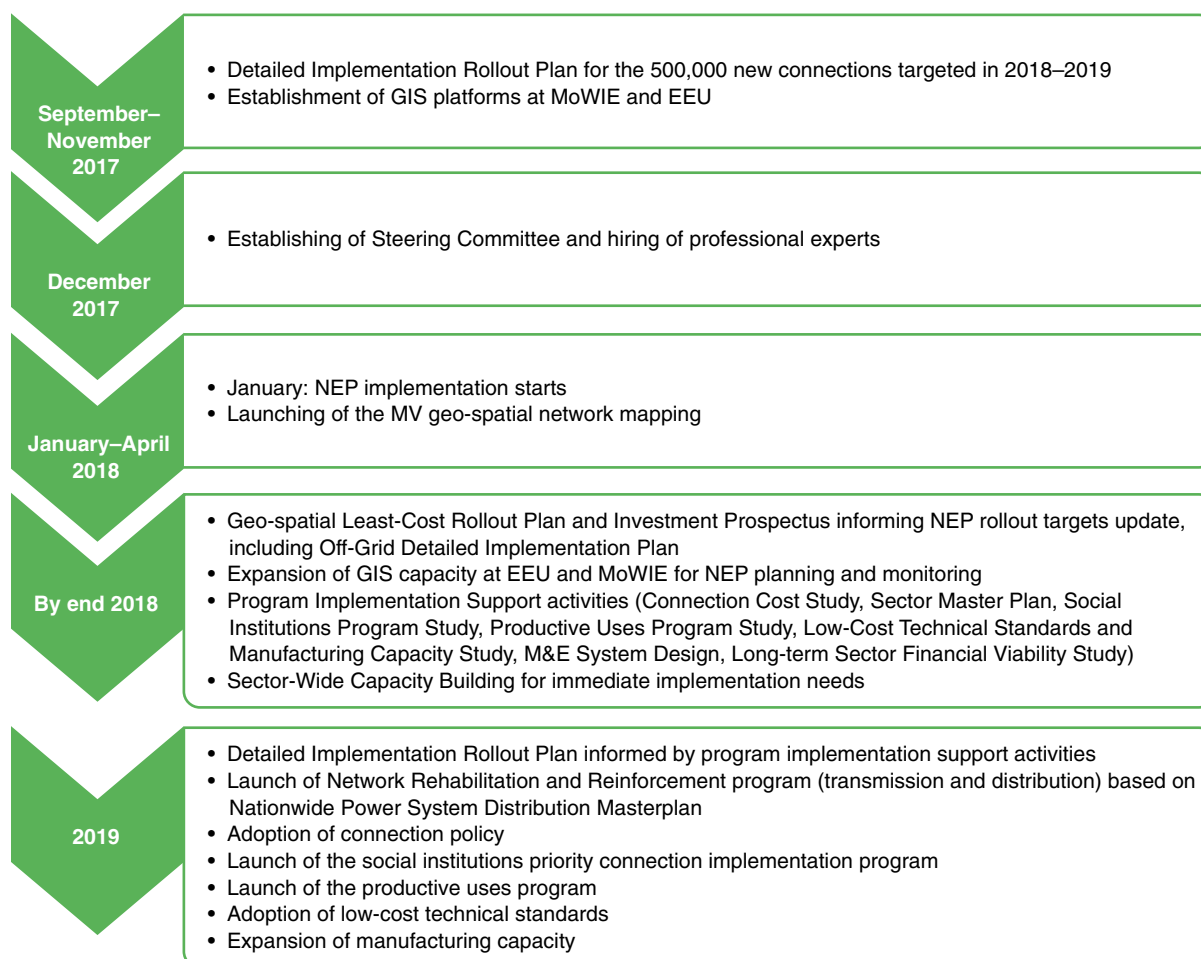 September–
November
2017
• Detailed Implementation Rollout Plan for the 500,000 new connections targeted in 2018–2019
• Establishment of GIS platforms at MoWIE and EEU
December
2017
• Establishing of Steering Committee and hiring of professional experts
January–April
2018
• January: NEP implementation starts
• Launching of the MV geo-spatial network mapping
By end 2018
• Geo-spatial Least-Cost Rollout Plan and Investment Prospectus informing NEP rollout targets update,
including Off-Grid Detailed Implementation Plan
• Expansion of GIS capacity at EEU and MoWIE for NEP planning and monitoring
• Program Implementation Support activities (Connection Cost Study, Sector Master Plan, Social
Institutions Program Study, Productive Uses Program Study, Low-Cost Technical Standards and
Manufacturing Capacity Study, M&E System Design, Long-term Sector Financial Viability Study)
• Sector-Wide Capacity Building for immediate implementation needs
2019
• Detailed Implementation Rollout Plan informed by program implementation support activities
• Launch of Network Rehabilitation and Reinforcement program (transmission and distribution) based on
Nationwide Power System Distribution Masterplan
• Adoption of connection policy
• Launch of the social institutions priority connection implementation program
• Launch of the productive uses program
• Adoption of low-cost technical standards
• Expansion of manufacturing capacity